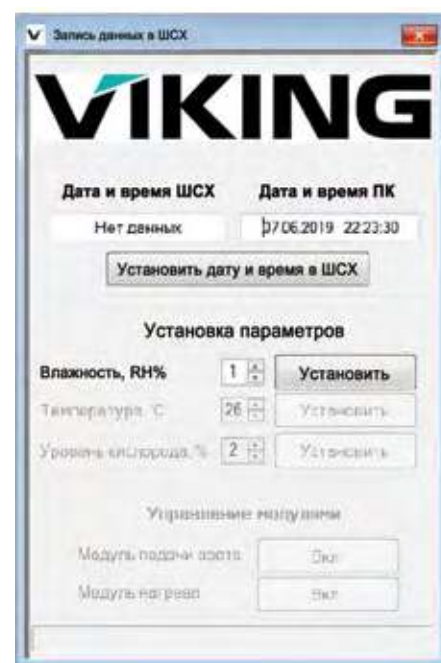 Запись данных в ШСХ
VIKING
Дата и время ШСХ Дата и время ПК
Нет данных 07.06.2019 22:23:30
Установить дату и время в ШСХ
Установка параметров
Влажность, RH% 1 Установить
Температура, °C 26 Установить
Уровень кислорода, % 2 Установить
Управление модулями
Модуль подачи азота Вкл
Модуль нагрева Вкл